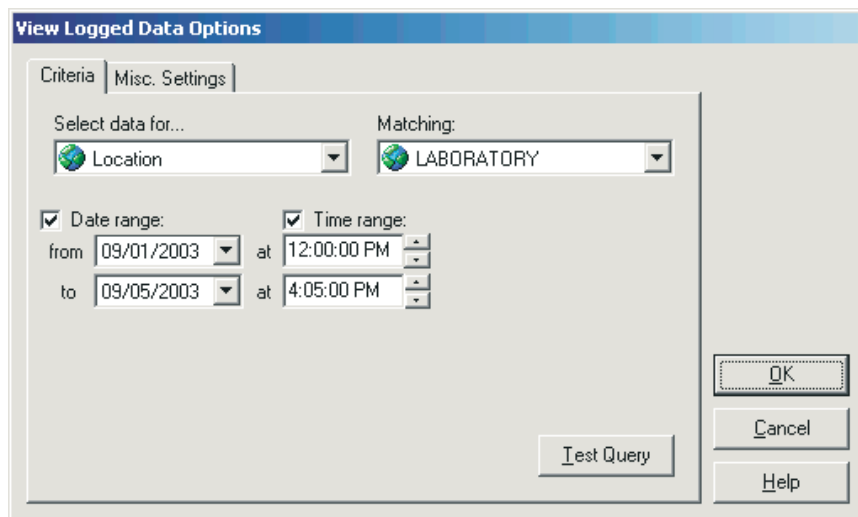 View Logged Data Options
Criteria Misc. Settings
Select data for... Matching:
Location LABORATORY
Date range: Time range:
from 09/01/2003 at 12:00:00 PM
to 09/05/2003 at 4:05:00 PM
OK
Cancel
Test Query
Help